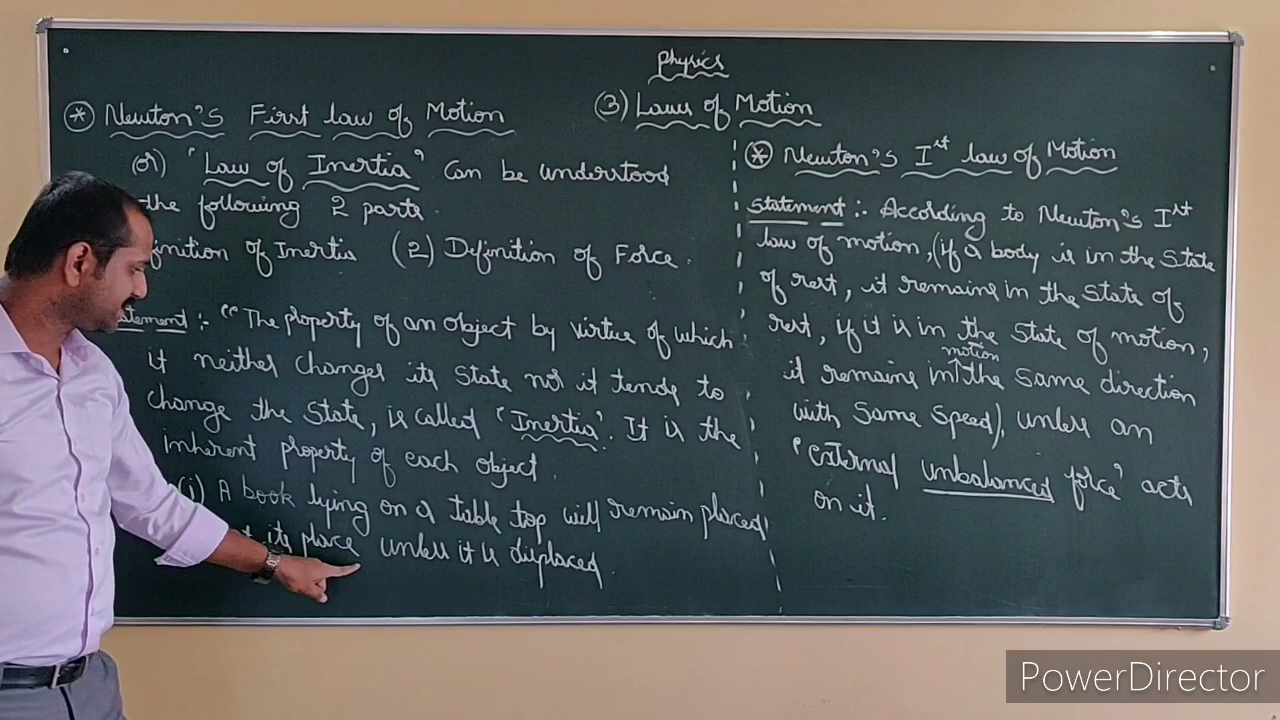 Physics
(3) Laws of Motion
* Newton's First law of Motion
(or) 'Law of Inertia' Can be understood
the following 2 parts.
finition of Inertia (2) Definition of Force.
atement :- "The property of an object by virtue of which
it neither changes its State nor it tends to
change the State, is called 'Inertia'. It is the
inherent property of each object.
(i) A book lying on a table top will remain placed
at its place unless it is displaced.
* Newton's Ist law of Motion
Statement :- According to Newton's Ist
law of motion, (if a body is in the State
of rest, it remains in the State of
rest, if it is in the State of motion,
it remains in motion the Same direction
with Same Speed), unless an
'external unbalanced force' acts
on it.
PowerDirector